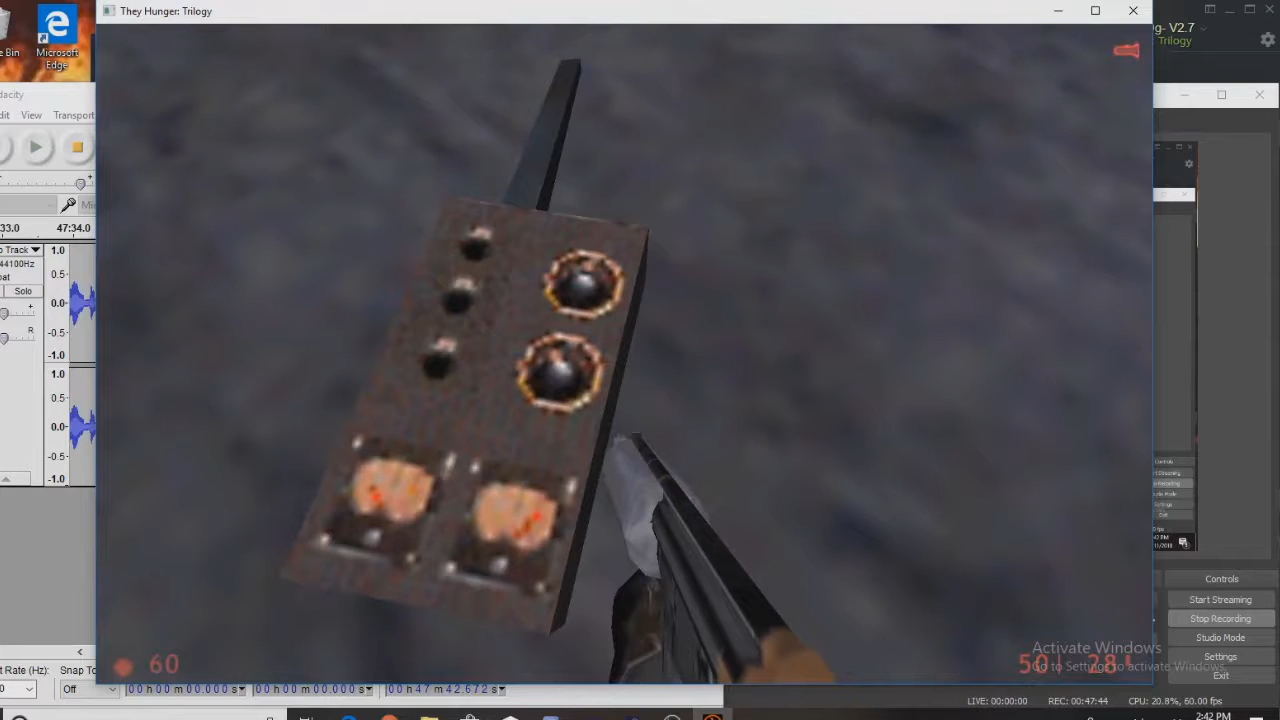 They Hunger: Trilogy
e Bin
Microsoft
Edge
g- V2.7
Trilogy
dacity
dit
View
Transport
Mi
33.0
47:34.0
o Track
1.0
44100Hz
oat
0.5-
Solo
0.0-
-0.5-
R
-1.0
1.0
0.5-
0.0-
-0.5-
-1.0
60
50
28
Activate Windows
Go to Settings to activate Windows.
t Rate (Hz):
Snap To
0
Off
00 h 00 m 00.000 s
00 h 00 m 00.000 s
00 h 47 m 42.672 s
Controls
Start Streaming
Stop Recording
Studio Mode
Settings
Exit
LIVE: 00:00:00
REC: 00:47:44
CPU: 20.8%, 60.00 fps
2:42 PM